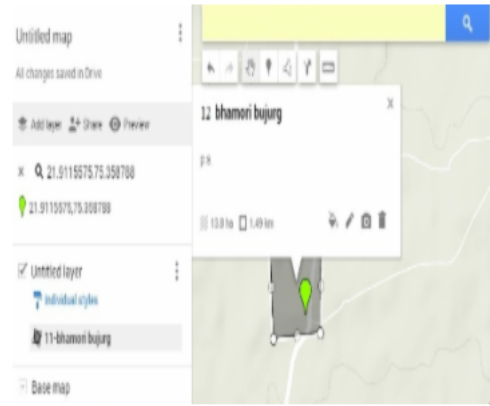 Untitled map
All changes saved in Drive
Add layer Share Preview
21.9115575,75.358788
21.9115575,75.358788
Untitled layer
Individual styles
11-bhamori bujurg
Base map
12 bhamori bujurg
p s
13.8 ha 1.49 km